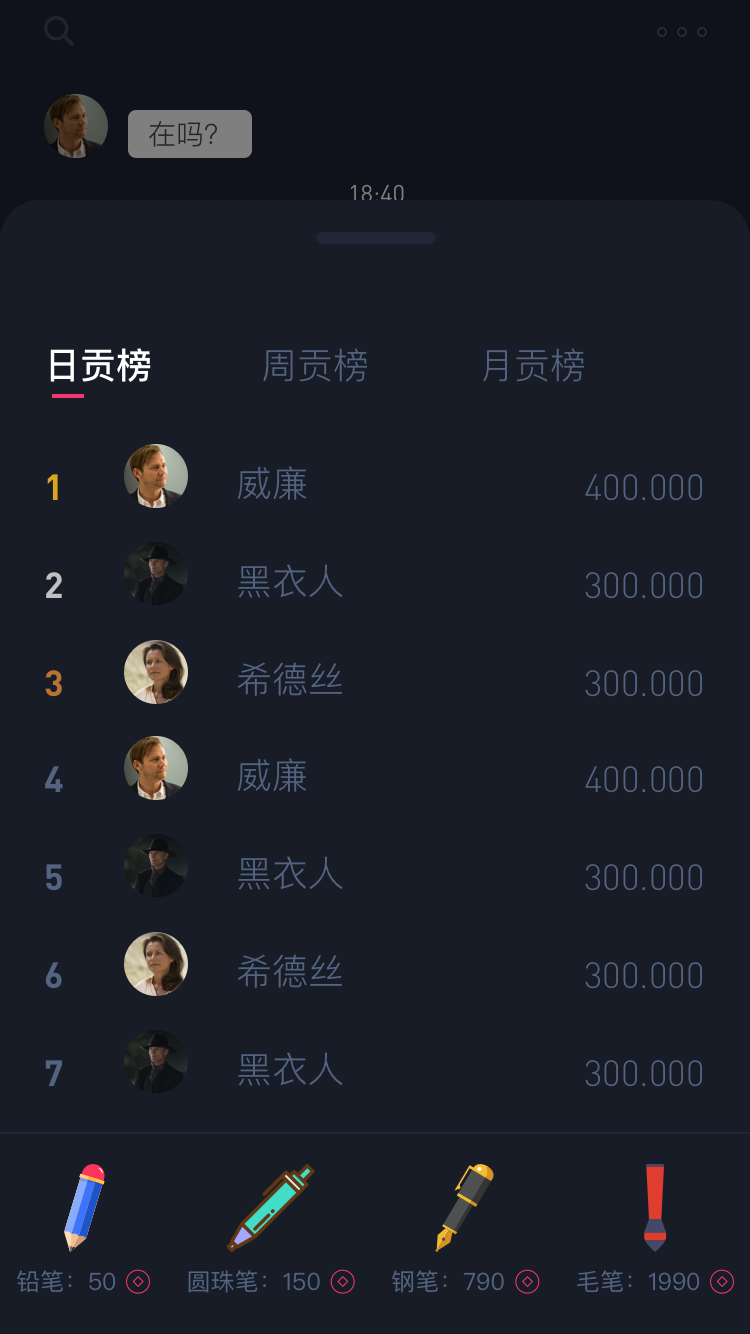 在吗?
18:40
日贡榜 周贡榜 月贡榜
1 威廉 400.000
2 黑衣人 300.000
3 希德丝 300.000
4 威廉 400.000
5 黑衣人 300.000
6 希德丝 300.000
7 黑衣人 300.000
铅笔：50 圆珠笔：150 钢笔：790 毛笔：1990